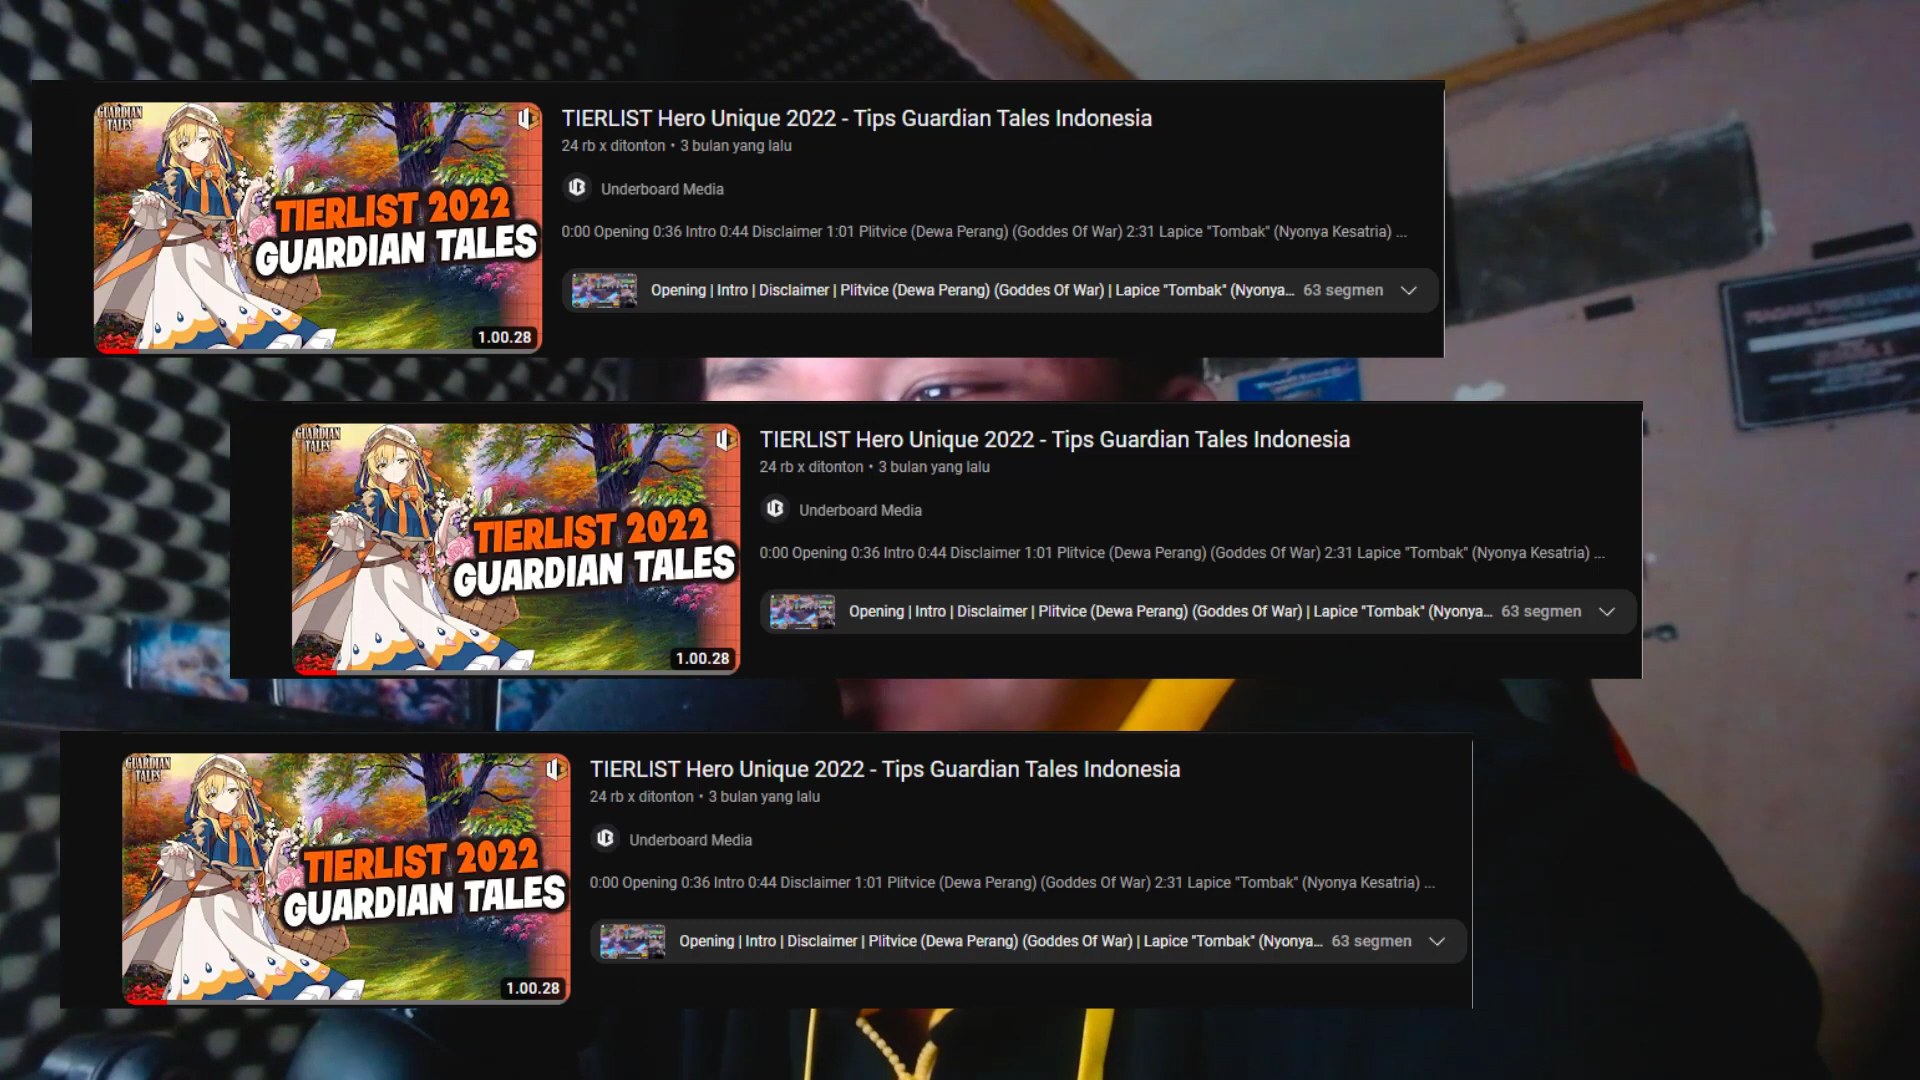 GUARDIAN
TALES
TIERLIST 2022
GUARDIAN TALES
1.00.28
TIERLIST Hero Unique 2022 - Tips Guardian Tales Indonesia
24 rb x ditonton • 3 bulan yang lalu
Underboard Media
0:00 Opening 0:36 Intro 0:44 Disclaimer 1:01 Plitvice (Dewa Perang) (Goddes Of War) 2:31 Lapice "Tombak" (Nyonya Kesatria) ...
Opening | Intro | Disclaimer | Plitvice (Dewa Perang) (Goddes Of War) | Lapice "Tombak" (Nyonya... 63 segmen
GUARDIAN
TALES
TIERLIST 2022
GUARDIAN TALES
1.00.28
TIERLIST Hero Unique 2022 - Tips Guardian Tales Indonesia
24 rb x ditonton • 3 bulan yang lalu
Underboard Media
0:00 Opening 0:36 Intro 0:44 Disclaimer 1:01 Plitvice (Dewa Perang) (Goddes Of War) 2:31 Lapice "Tombak" (Nyonya Kesatria) ...
Opening | Intro | Disclaimer | Plitvice (Dewa Perang) (Goddes Of War) | Lapice "Tombak" (Nyonya... 63 segmen
GUARDIAN
TALES
TIERLIST 2022
GUARDIAN TALES
1.00.28
TIERLIST Hero Unique 2022 - Tips Guardian Tales Indonesia
24 rb x ditonton • 3 bulan yang lalu
Underboard Media
0:00 Opening 0:36 Intro 0:44 Disclaimer 1:01 Plitvice (Dewa Perang) (Goddes Of War) 2:31 Lapice "Tombak" (Nyonya Kesatria) ...
Opening | Intro | Disclaimer | Plitvice (Dewa Perang) (Goddes Of War) | Lapice "Tombak" (Nyonya... 63 segmen